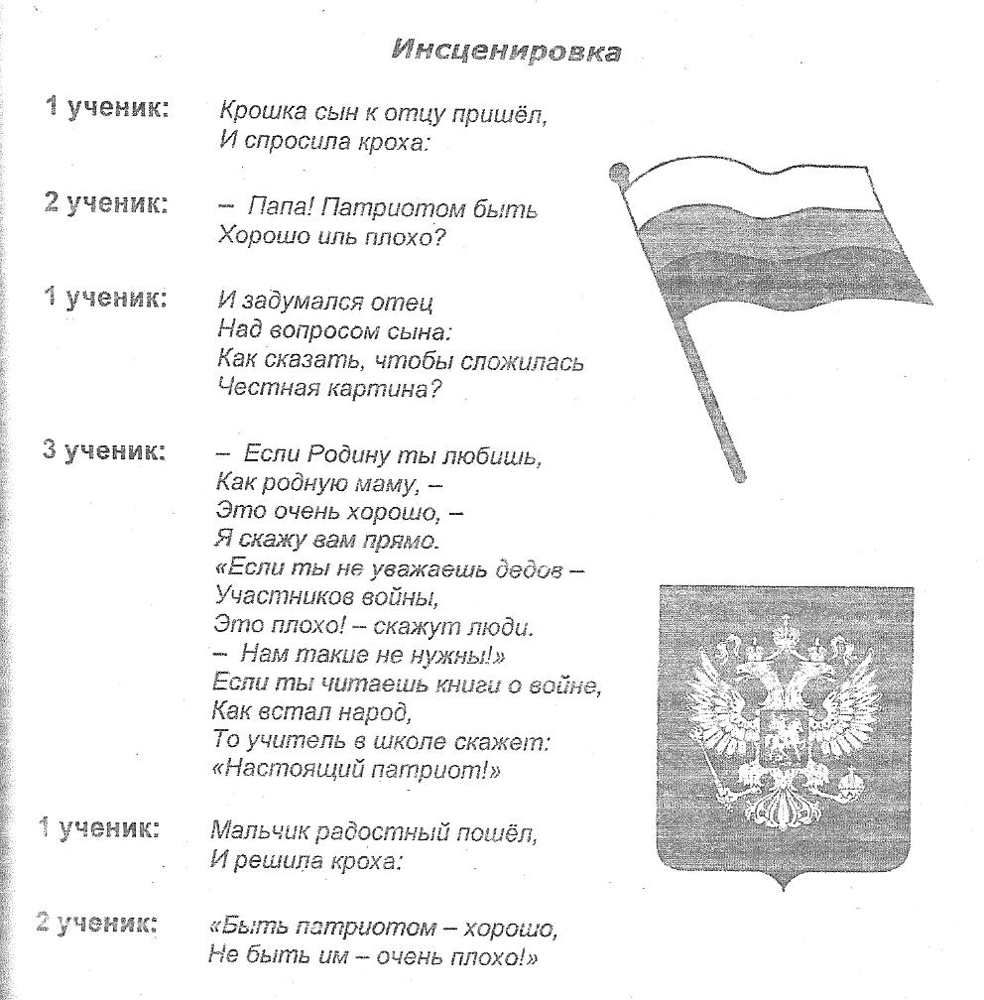 Инсценировка
1 ученик: Крошка сын к отцу пришёл,
И спросила кроха:
2 ученик: – Папа! Патриотом быть
Хорошо иль плохо?
1 ученик: И задумался отец
Над вопросом сына:
Как сказать, чтобы сложилась
Честная картина?
3 ученик: – Если Родину ты любишь,
Как родную маму, –
Это очень хорошо, –
Я скажу вам прямо.
«Если ты не уважаешь дедов –
Участников войны,
Это плохо! – скажут люди.
– Нам такие не нужны!»
Если ты читаешь книги о войне,
Как встал народ,
То учитель в школе скажет:
«Настоящий патриот!»
1 ученик: Мальчик радостный пошёл,
И решила кроха:
2 ученик: «Быть патриотом – хорошо,
Не быть им – очень плохо!»